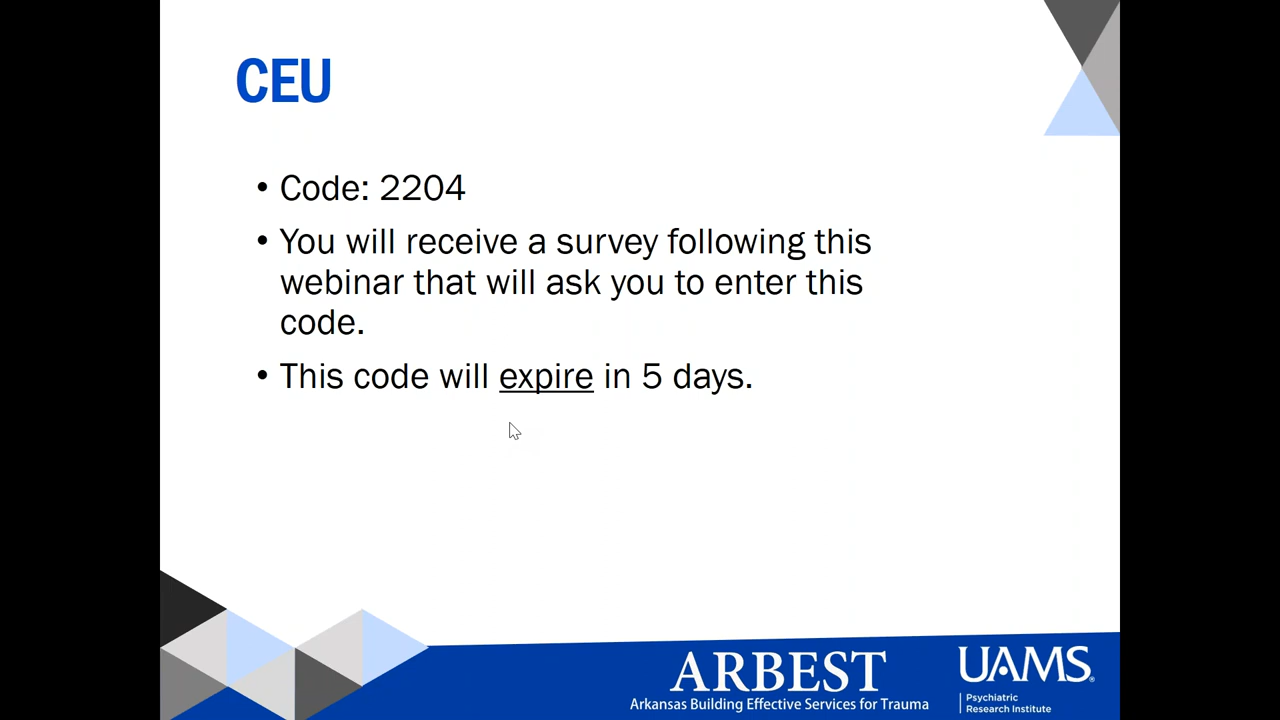 CEU
• Code: 2204
• You will receive a survey following this
webinar that will ask you to enter this
code.
• This code will expire in 5 days.
ARBEST
Arkansas Building Effective Services for Trauma
UAMS®
Psychiatric
Research Institute